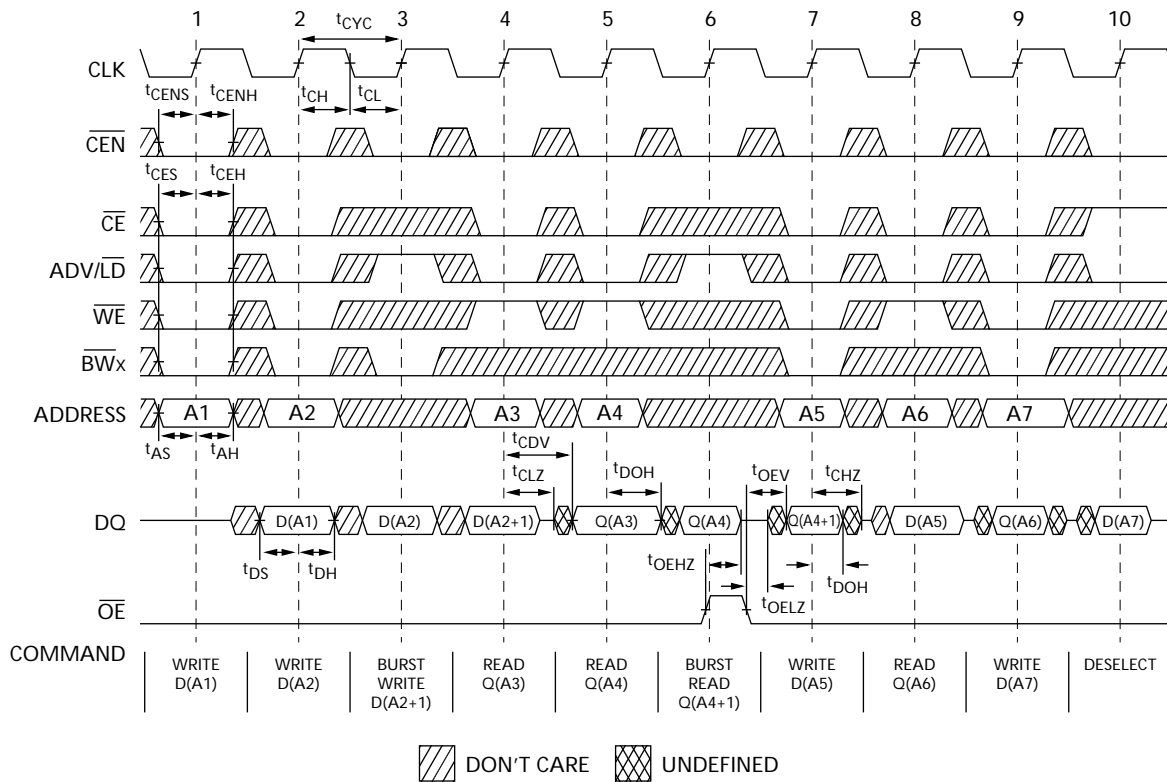 1 2 3 4 5 6 7 8 9 10
tCYC
CLK
tCENS tCENH tCH tCL
CEN
tCES tCEH
CE
ADV/LD
WE
BWx
ADDRESS A1 A2 A3 A4 A5 A6 A7
tAS tAH tCDV
tCLZ tDOH tOEV tCHZ
DQ D(A1) D(A2) D(A2+1) Q(A3) Q(A4) Q(A4+1) D(A5) Q(A6) D(A7)
tDS tDH tOEHZ tDOH
tOELZ
OE
COMMAND
WRITE WRITE BURST READ READ BURST WRITE READ WRITE DESELECT
D(A1) D(A2) WRITE Q(A3) Q(A4) READ D(A5) Q(A6) D(A7)
D(A2+1) Q(A4+1)
DON'T CARE UNDEFINED